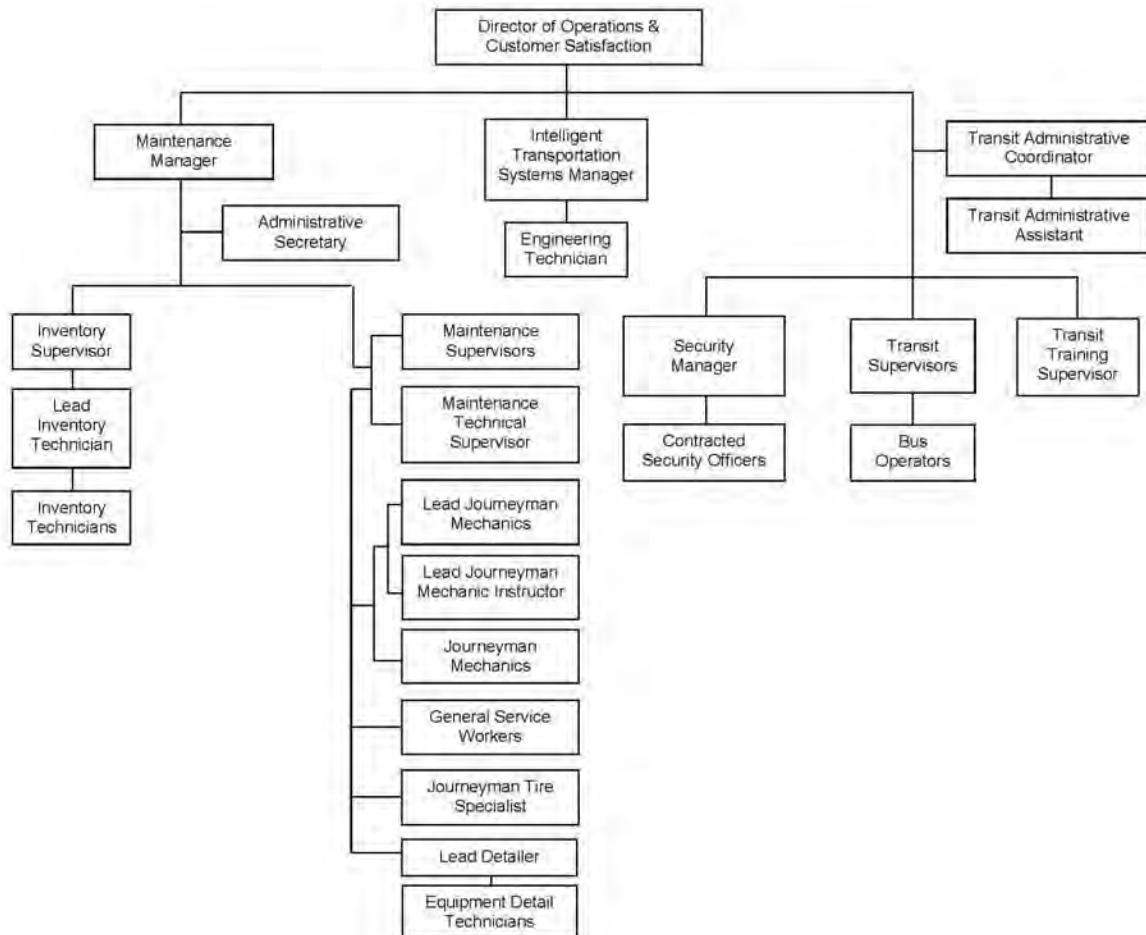 Director of Operations &
Customer Satisfaction
Maintenance
Manager
Intelligent
Transportation
Systems Manager
Transit Administrative
Coordinator
Administrative
Secretary
Engineering
Technician
Transit Administrative
Assistant
Inventory
Supervisor
Lead
Inventory
Technician
Inventory
Technicians
Maintenance
Supervisors
Maintenance
Technical
Supervisor
Lead Journeyman
Mechanics
Lead Journeyman
Mechanic Instructor
Journeyman
Mechanics
General Service
Workers
Journeyman Tire
Specialist
Lead Detailer
Equipment Detail
Technicians
Security
Manager
Contracted
Security Officers
Transit
Supervisors
Bus
Operators
Transit
Training
Supervisor